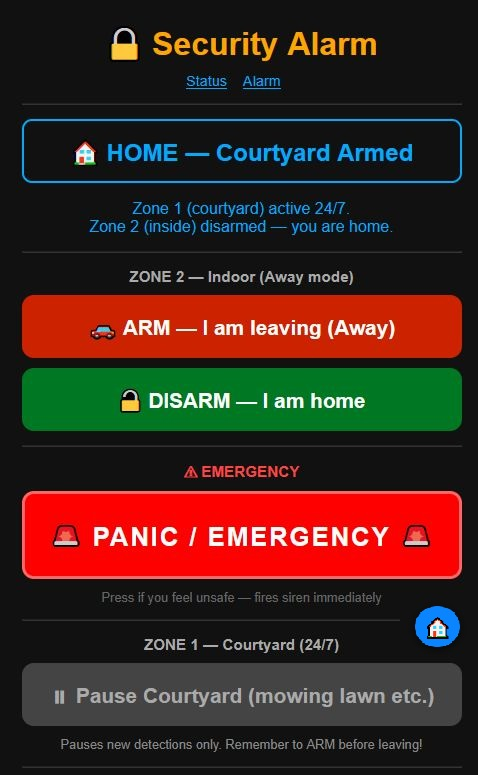 Security Alarm
Status Alarm
HOME — Courtyard Armed
Zone 1 (courtyard) active 24/7.
Zone 2 (inside) disarmed — you are home.
ZONE 2 — Indoor (Away mode)
ARM — I am leaving (Away)
DISARM — I am home
EMERGENCY
PANIC / EMERGENCY
Press if you feel unsafe — fires siren immediately
ZONE 1 — Courtyard (24/7)
Pause Courtyard (mowing lawn etc.)
Pauses new detections only. Remember to ARM before leaving!